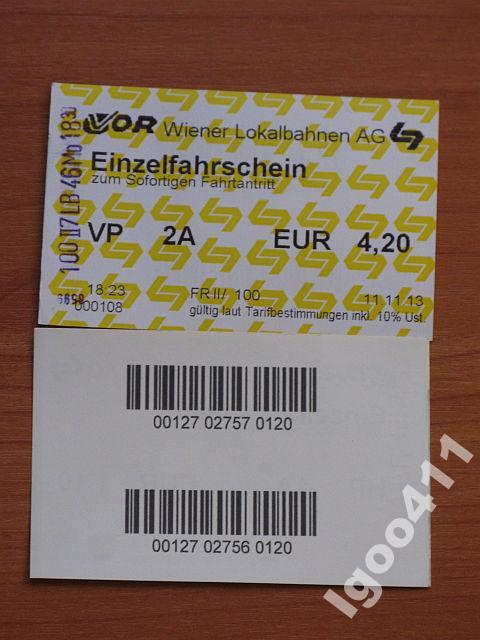 VOR Wiener Lokalbahnen AG
Einzelfahrschein
zum Sofortigen Fahrtantritt
VP 2A EUR 4,20
18:23 FR II/ 100 11.11.13
000108 gültig laut Tarifbestimmungen inkl. 10% Ust.
00127 02757 0120
00127 02756 0120
Igoo411